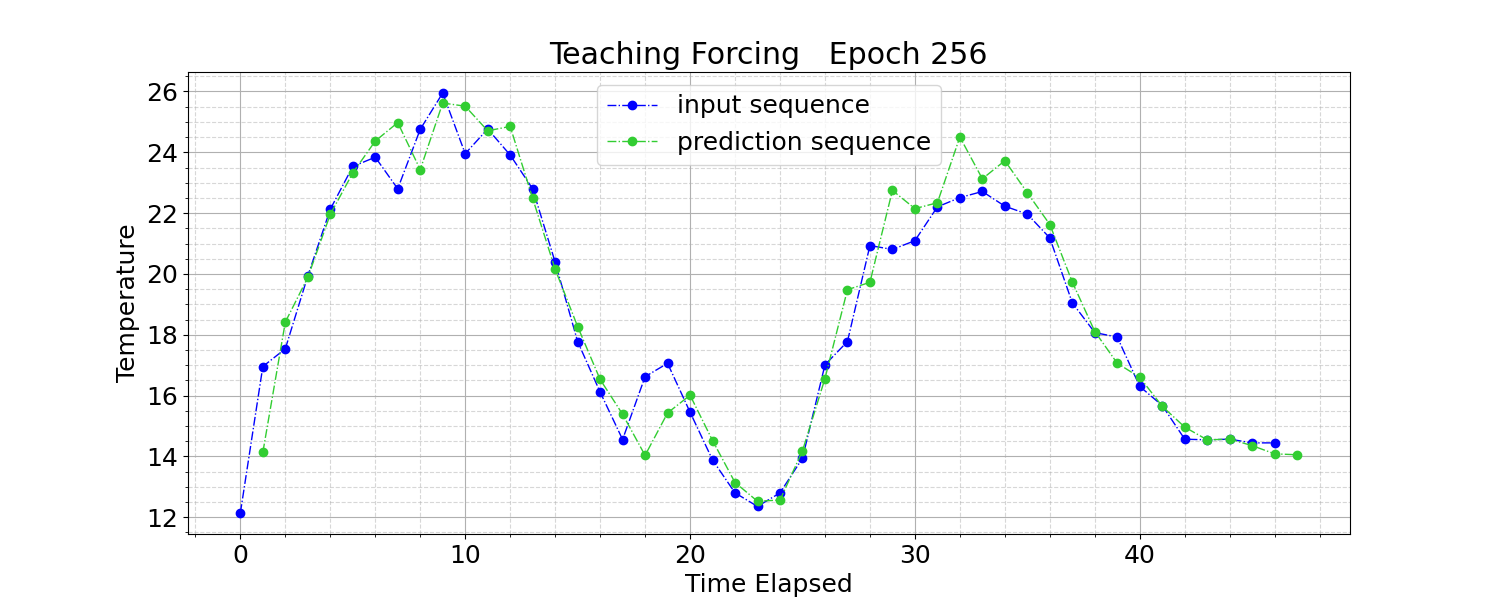 Teaching Forcing   Epoch 256
input sequence
prediction sequence
Temperature
26
24
22
20
18
16
14
12
0 10 20 30 40
Time Elapsed